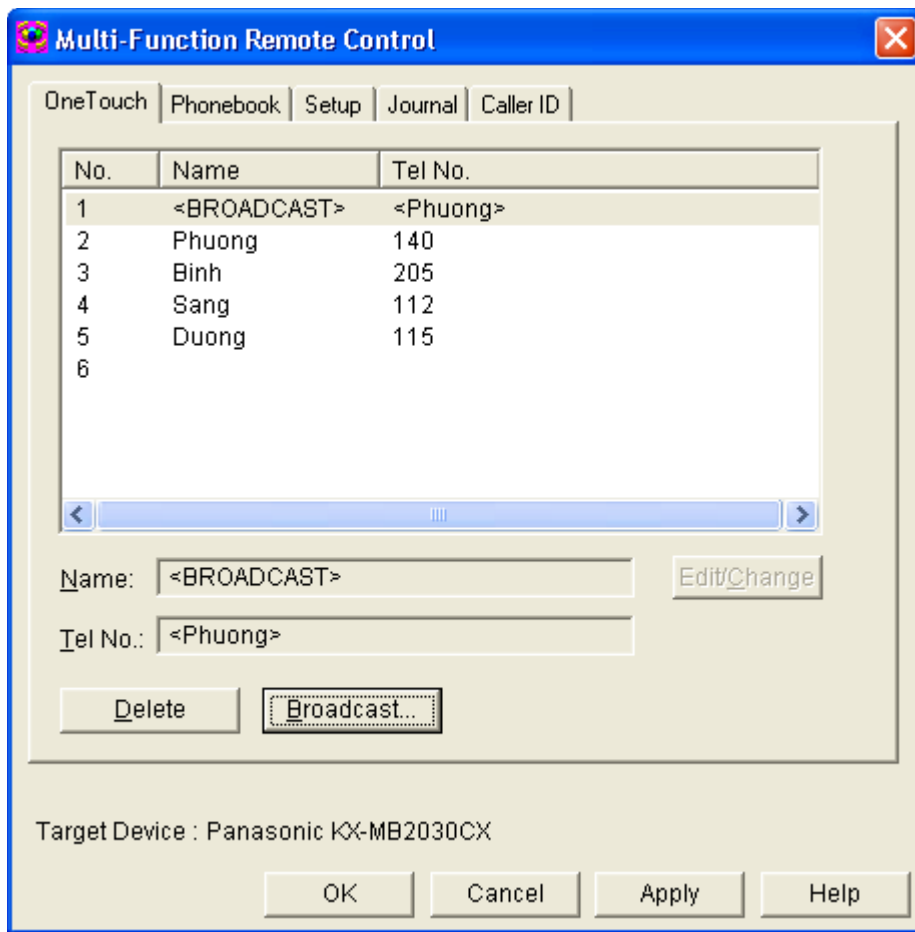 Multi-Function Remote Control
OneTouch Phonebook Setup Journal Caller ID
No. Name Tel No.
1 <BROADCAST> <Phuong>
2 Phuong 140
3 Binh 205
4 Sang 112
5 Duong 115
6
Name: <BROADCAST> Edit/Change
Tel No.: <Phuong>
Delete Broadcast...
Target Device : Panasonic KX-MB2030CX
OK Cancel Apply Help